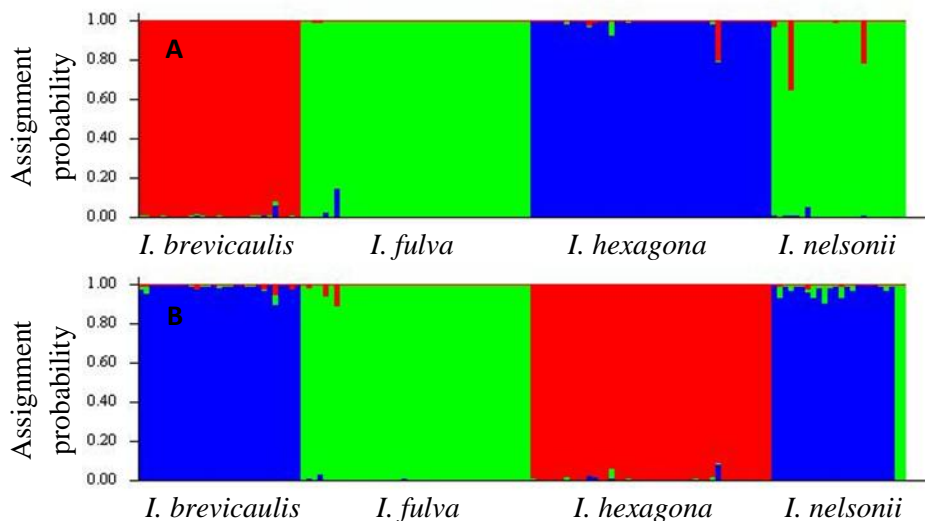 Assignment probability
1.00
A
0.80
0.60
0.40
0.20
0.00
I. brevicaulis I. fulva I. hexagona I. nelsonii
Assignment probability
1.00
B
0.80
0.60
0.40
0.20
0.00
I. brevicaulis I. fulva I. hexagona I. nelsonii